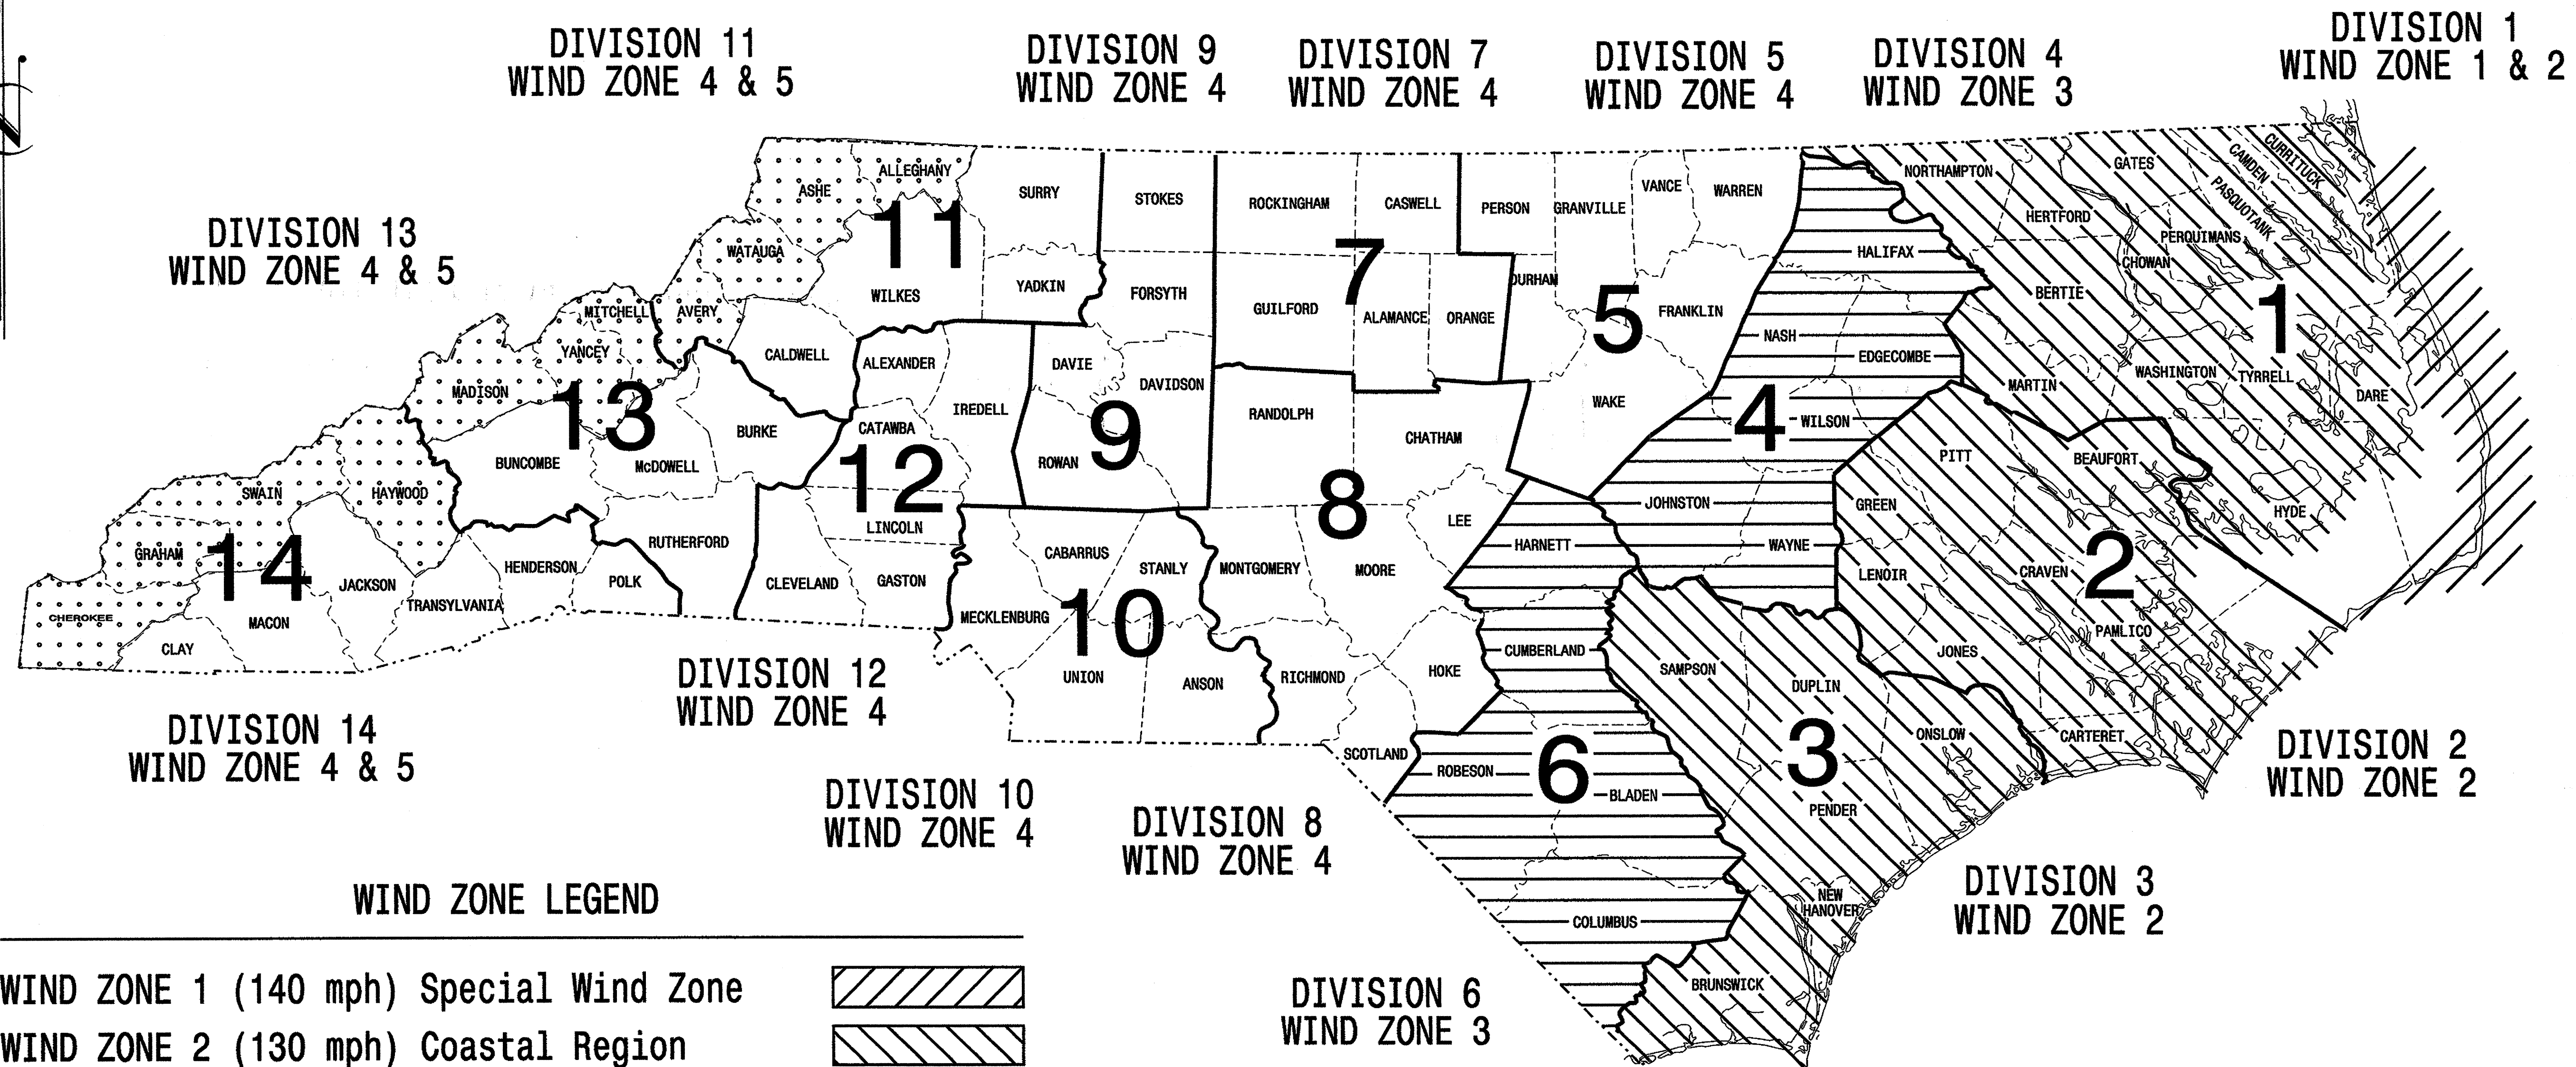 DIVISION 11
WIND ZONE 4 & 5
DIVISION 9
WIND ZONE 4
DIVISION 7
WIND ZONE 4
DIVISION 5
WIND ZONE 4
DIVISION 4
WIND ZONE 3
DIVISION 1
WIND ZONE 1 & 2
DIVISION 13
WIND ZONE 4 & 5
ASHE
ALLEGHANY
SURRY
STOKES
ROCKINGHAM
CASWELL
PERSON
GRANVILLE
VANCE
WARREN
NORTHAMPTON
GATES
CAMDEN
CURRITUCK
PASQUOTANK
HERTFORD
PERQUIMANS
CHOWAN
HALIFAX
BERTIE
11
WATAUGA
WILKES
YADKIN
FORSYTH
GUILFORD
7
ALAMANCE
ORANGE
DURHAM
5
FRANKLIN
NASH
EDGECOMBE
1
MITCHELL
AVERY
YANCEY
CALDWELL
ALEXANDER
DAVIE
DAVIDSON
MARTIN
WASHINGTON
TYRRELL
DARE
MADISON
13
IREDELL
RANDOLPH
CHATHAM
WAKE
4
WILSON
BURKE
CATAWBA
9
ROWAN
PITT
BEAUFORT
BUNCOMBE
McDOWELL
12
LINCOLN
SWAIN
HAYWOOD
8
LEE
JOHNSTON
GREEN
HYDE
GRAHAM
14
JACKSON
HENDERSON
RUTHERFORD
CABARRUS
STANLY
MONTGOMERY
MOORE
HARNETT
WAYNE
LENOIR
CRAVEN
2
CHEROKEE
MACON
TRANSYLVANIA
POLK
CLEVELAND
GASTON
MECKLENBURG
10
PAMLICO
CLAY
UNION
ANSON
RICHMOND
HOKE
CUMBERLAND
SAMPSON
DUPLIN
JONES
SCOTLAND
ROBESON
6
BLADEN
3
ONSLOW
CARTERET
PENDER
NEW
HANOVER
COLUMBUS
BRUNSWICK
DIVISION 12
WIND ZONE 4
DIVISION 14
WIND ZONE 4 & 5
DIVISION 2
WIND ZONE 2
DIVISION 10
WIND ZONE 4
DIVISION 8
WIND ZONE 4
DIVISION 3
WIND ZONE 2
DIVISION 6
WIND ZONE 3
WIND ZONE LEGEND
WIND ZONE 1 (140 mph) Special Wind Zone
WIND ZONE 2 (130 mph) Coastal Region